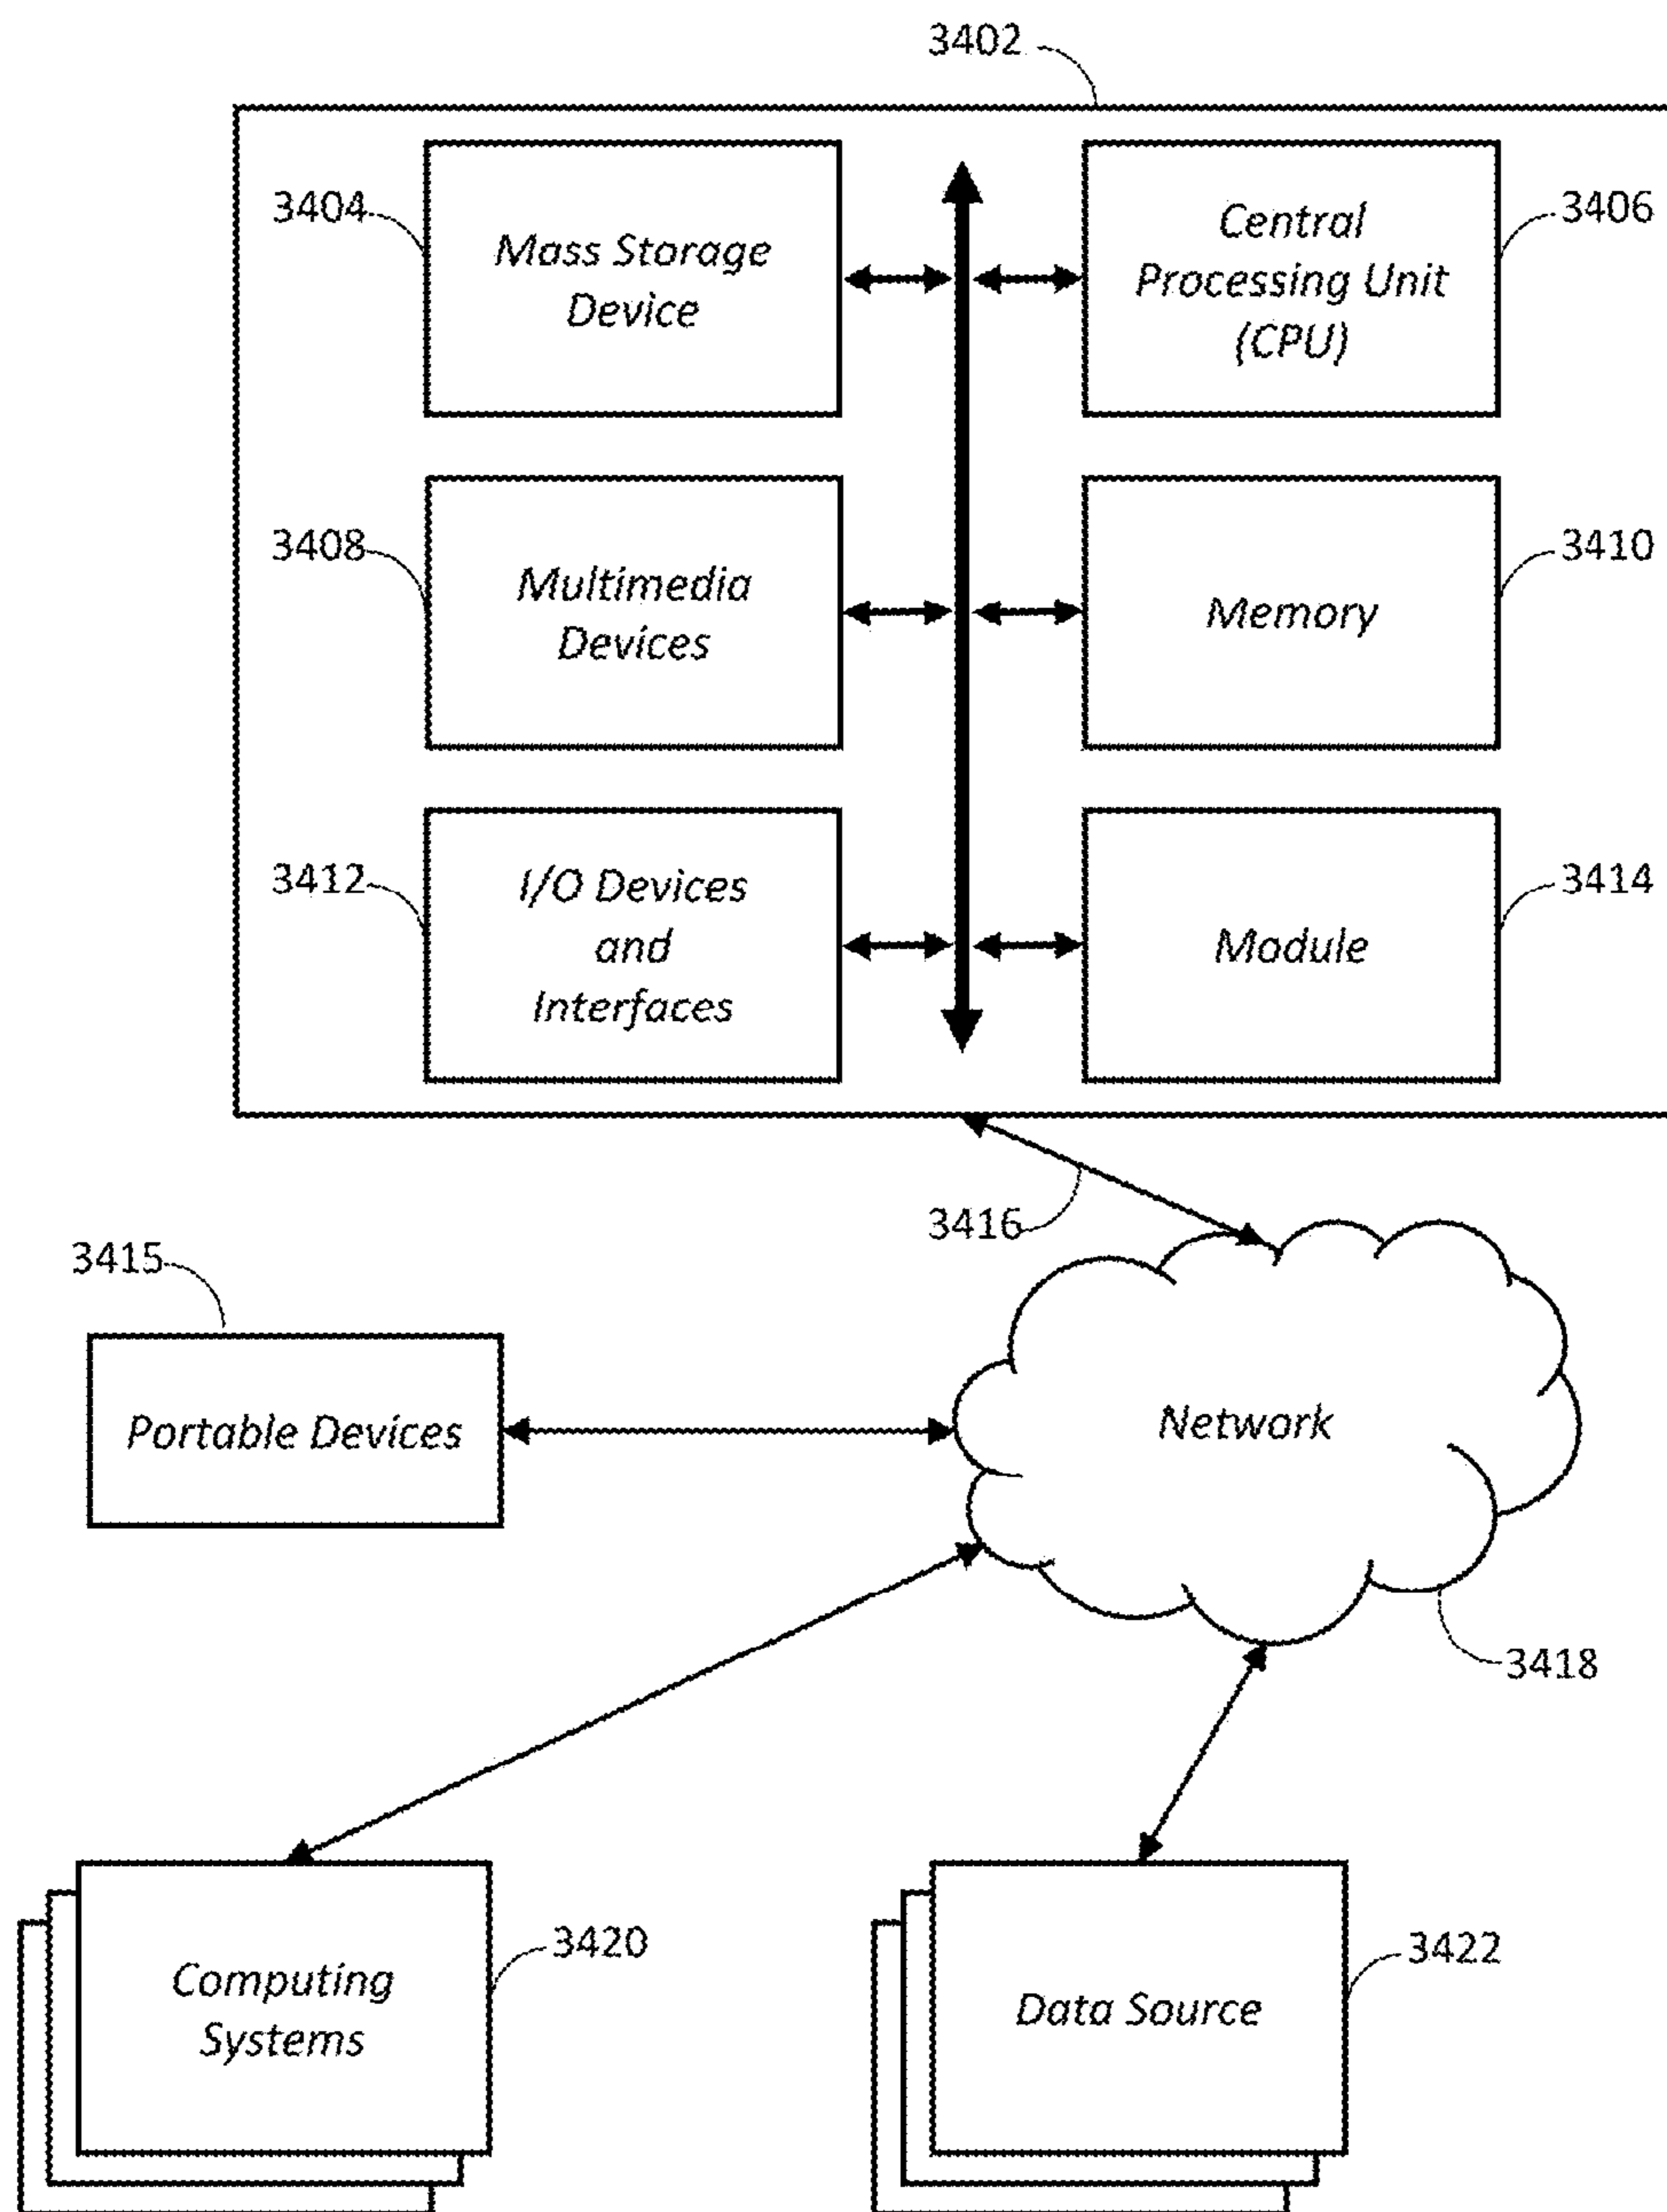 3402
3404
Mass Storage
Device
Central
Processing Unit
(CPU)
3406
3408
Multimedia
Devices
Memory
3410
3412
I/O Devices
and
Interfaces
Module
3414
3416
3415
Portable Devices
Network
3418
Computing
Systems
3420
Data Source
3422